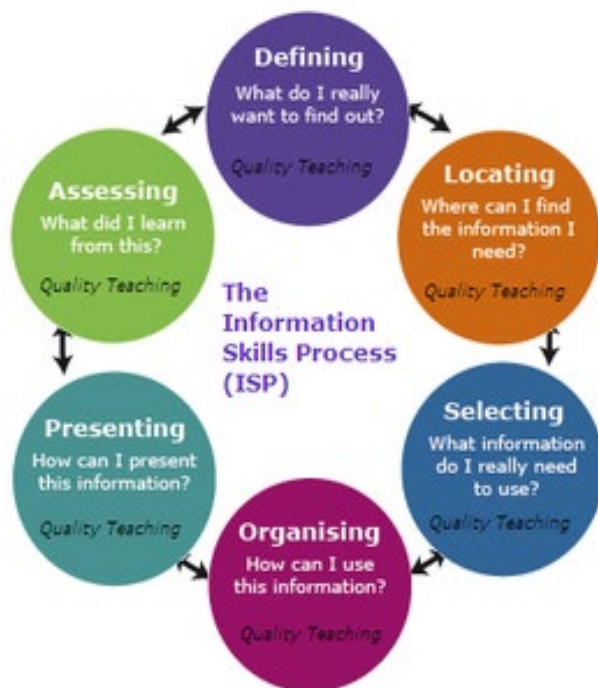 Defining
What do I really
want to find out?
Quality Teaching
Locating
Where can I find
the information I
need?
Quality Teaching
Selecting
What information
do I really need
to use?
Quality Teaching
Organising
How can I use
this information?
Quality Teaching
Presenting
How can I present
this information?
Quality Teaching
Assessing
What did I learn
from this?
Quality Teaching
The
Information
Skills Process
(ISP)